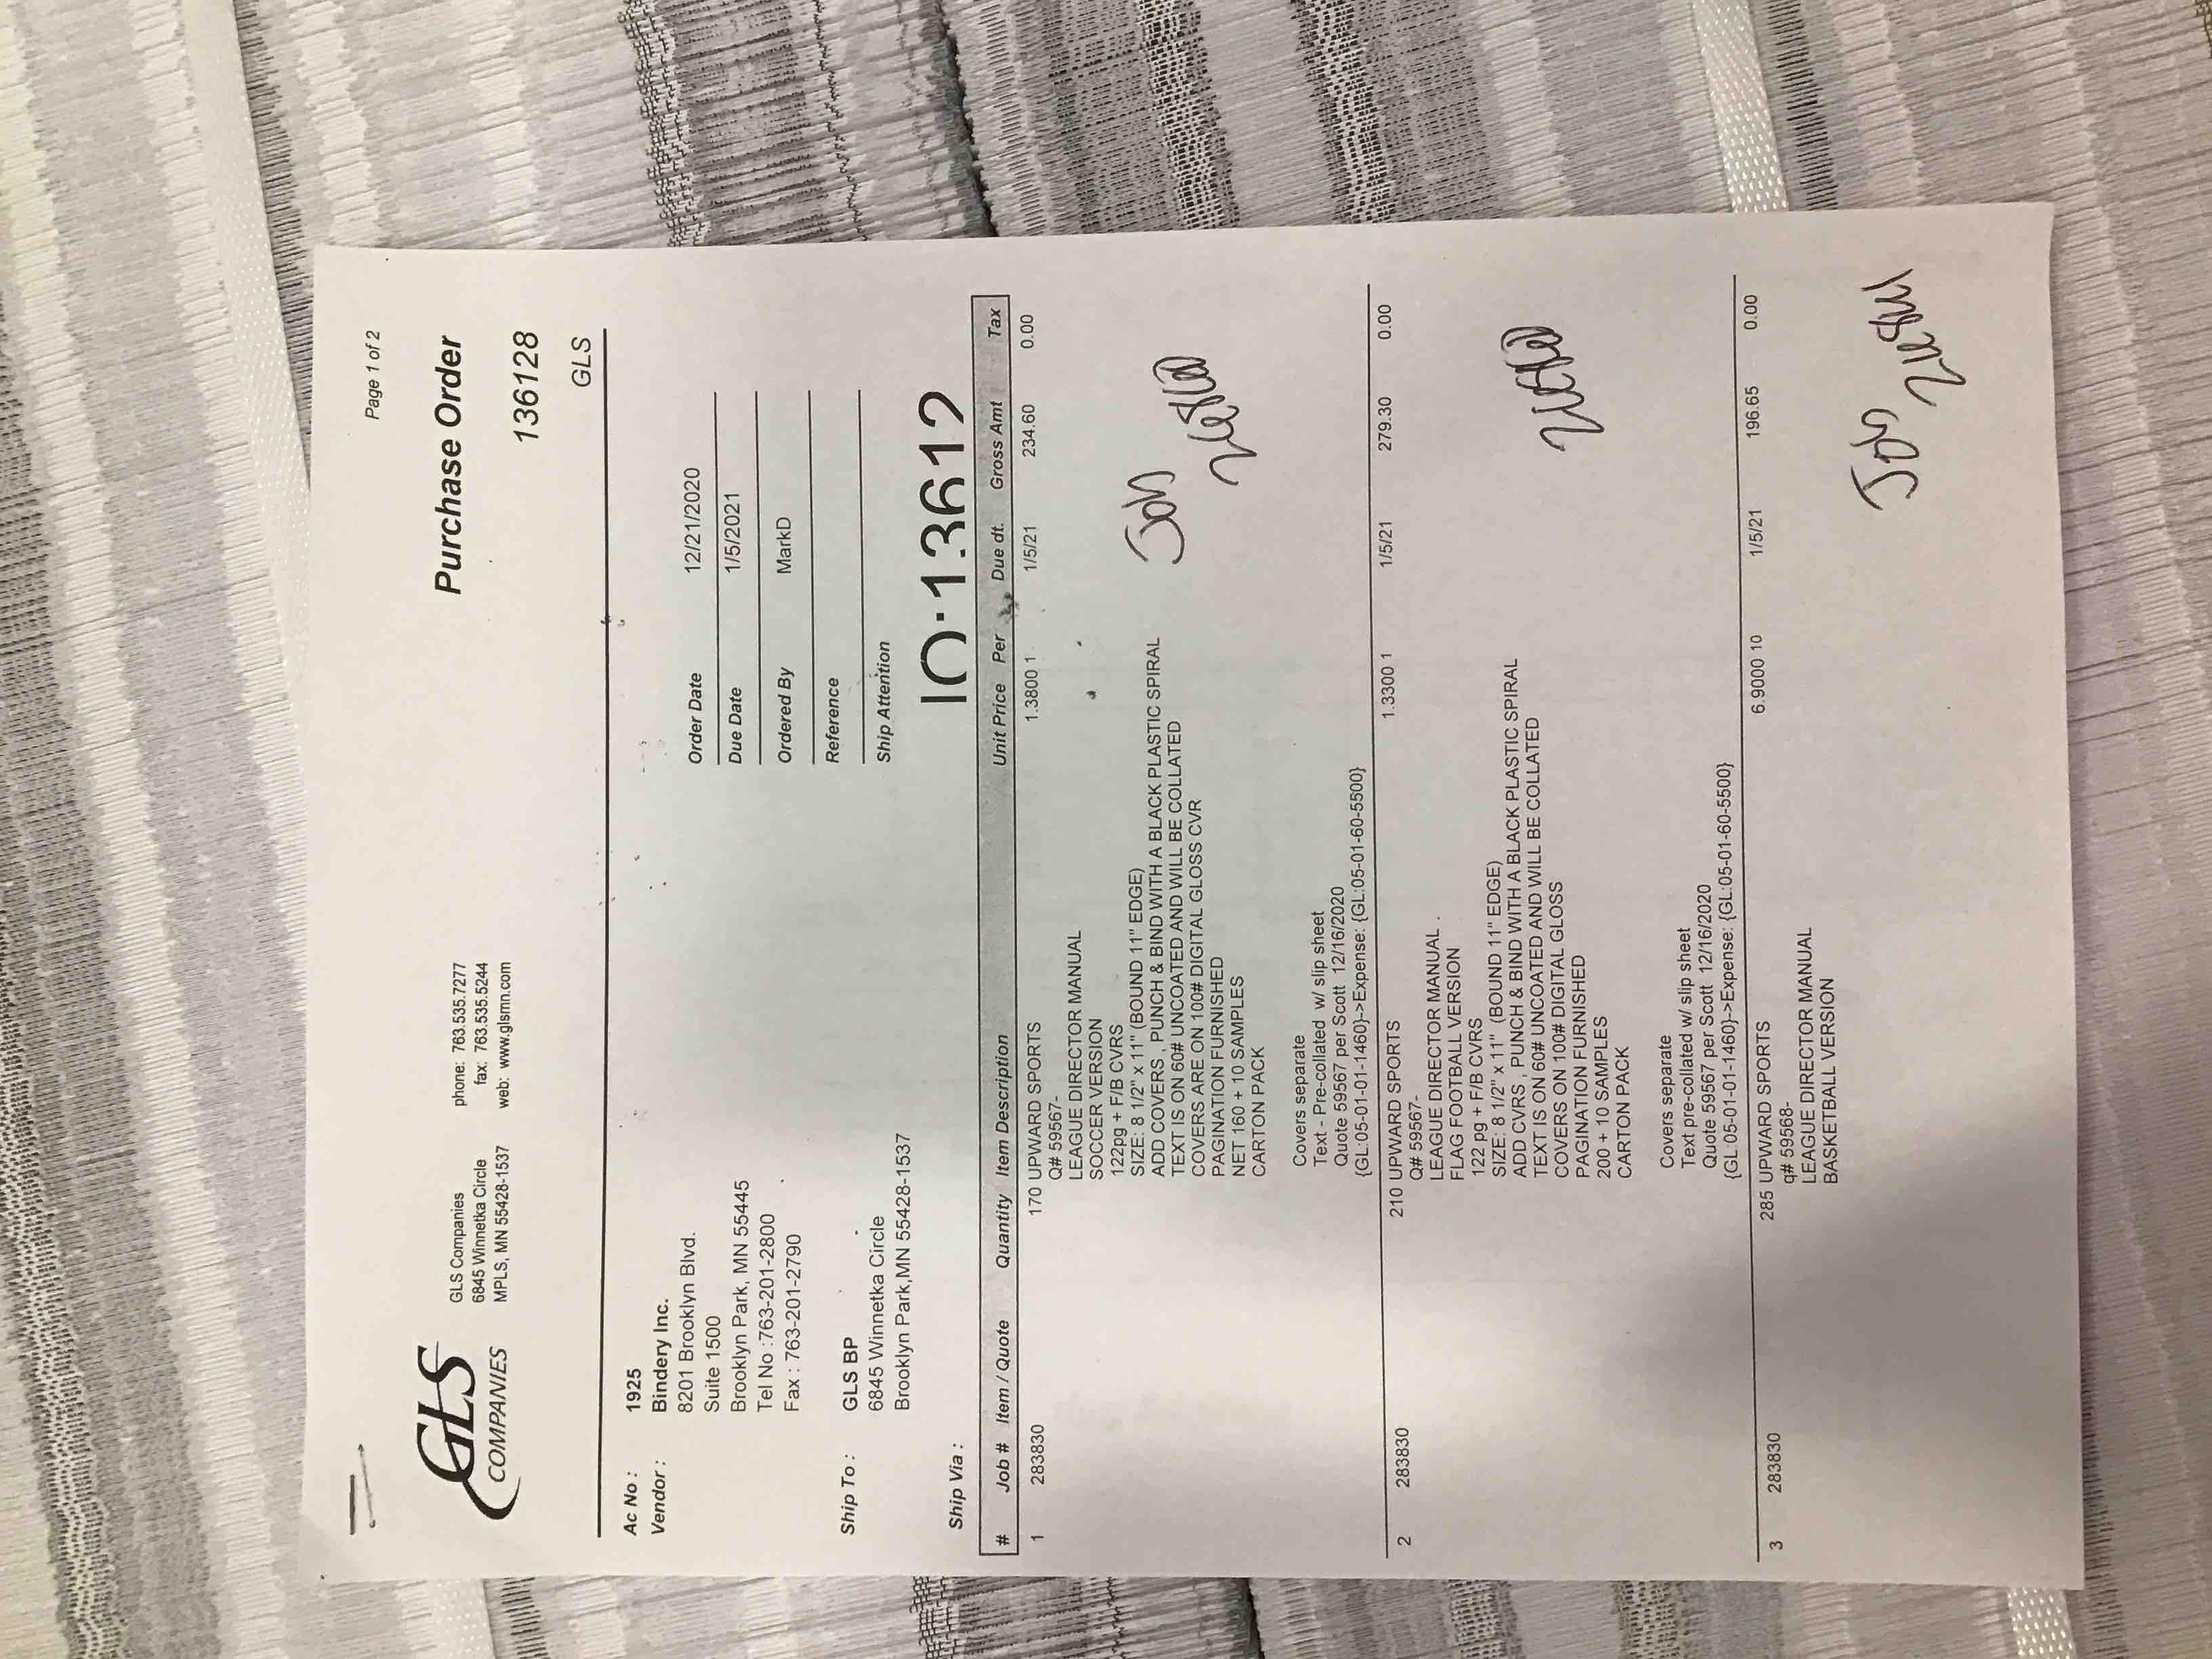 Page 1 of 2
GLS
COMPANIES
GLS Companies
6845 Winnetka Circle
MPLS, MN 55428-1537
phone: 763.535.7277
fax: 763.535.5244
web: www.glsmn.com
Purchase Order
136128
GLS
Ac No : 1925
Vendor : Bindery Inc.
8201 Brooklyn Blvd.
Suite 1500
Brooklyn Park, MN 55445
Tel No :763-201-2800
Fax : 763-201-2790
Order Date 12/21/2020
Due Date 1/5/2021
Ordered By MarkD
Reference
Ship Attention
Ship To : GLS BP
6845 Winnetka Circle
Brooklyn Park,MN 55428-1537
Ship Via :
# Job # Item / Quote Quantity Item Description Unit Price Per Due dt. Gross Amt Tax
1 283830 170 UPWARD SPORTS 1.3800 1 1/5/21 234.60 0.00
Q# 59567-
LEAGUE DIRECTOR MANUAL
SOCCER VERSION
122pg + F/B CVRS
SIZE: 8 1/2" x 11" (BOUND 11" EDGE)
ADD COVERS , PUNCH & BIND WITH A BLACK PLASTIC SPIRAL
TEXT IS ON 60# UNCOATED AND WILL BE COLLATED
COVERS ARE ON 100# DIGITAL GLOSS CVR
PAGINATION FURNISHED
NET 160 + 10 SAMPLES
CARTON PACK
Job
Covers separate
Text - Pre-collated w/ slip sheet
Quote 59567 per Scott 12/16/2020
{GL:05-01-01-1460}->Expense: {GL:05-01-60-5500}
2 283830 210 UPWARD SPORTS 1.3300 1 1/5/21 279.30 0.00
Q# 59567-
LEAGUE DIRECTOR MANUAL .
FLAG FOOTBALL VERSION
122 pg + F/B CVRS
SIZE: 8 1/2" x 11" (BOUND 11" EDGE)
ADD CVRS , PUNCH & BIND WITH A BLACK PLASTIC SPIRAL
TEXT IS ON 60# UNCOATED AND WILL BE COLLATED
COVERS ON 100# DIGITAL GLOSS
PAGINATION FURNISHED
200 + 10 SAMPLES
CARTON PACK
Covers separate
Text pre-collated w/ slip sheet
Quote 59567 per Scott 12/16/2020
{GL:05-01-01-1460}->Expense: {GL:05-01-60-5500}
3 283830 285 UPWARD SPORTS 6.9000 10 1/5/21 196.65 0.00
q# 59568-
LEAGUE DIRECTOR MANUAL
BASKETBALL VERSION
Job